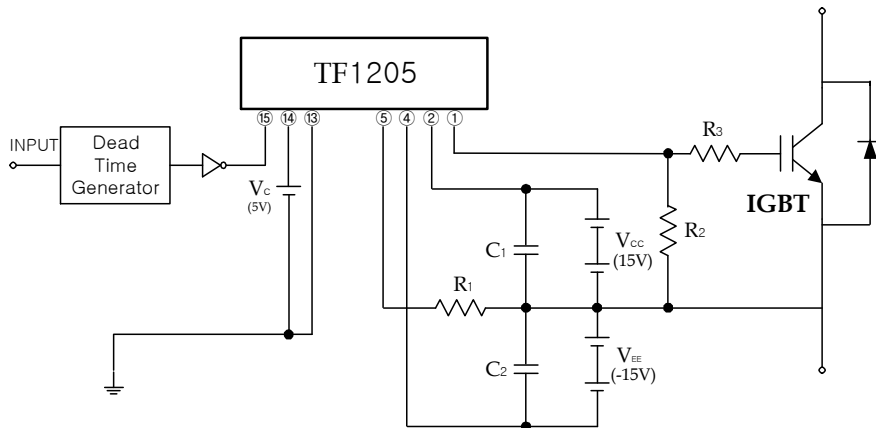 TF1205
⑮ ⑭ ⑬ ⑤ ④ ② ①
INPUT
Dead
Time
Generator
VC
(5V)
R3
IGBT
R2
C1
VCC
(15V)
R1
C2
VEE
(-15V)